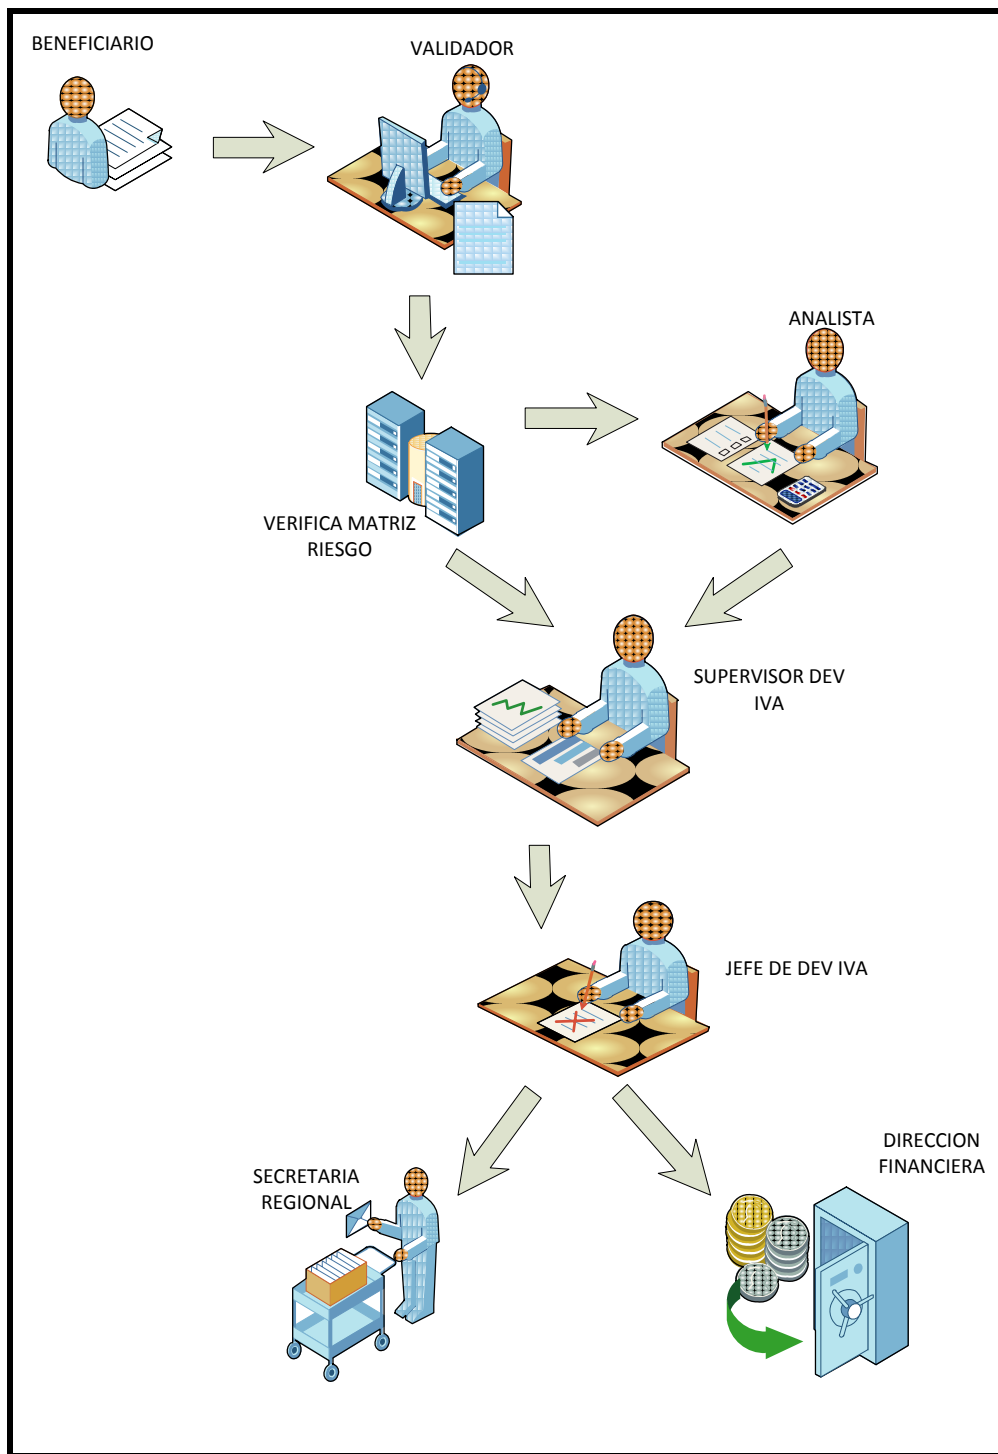 BENEFICIARIO
VALIDADOR
ANALISTA
VERIFICA MATRIZ
RIESGO
SUPERVISOR DEV
IVA
JEFE DE DEV IVA
DIRECCION
FINANCIERA
SECRETARIA
REGIONAL